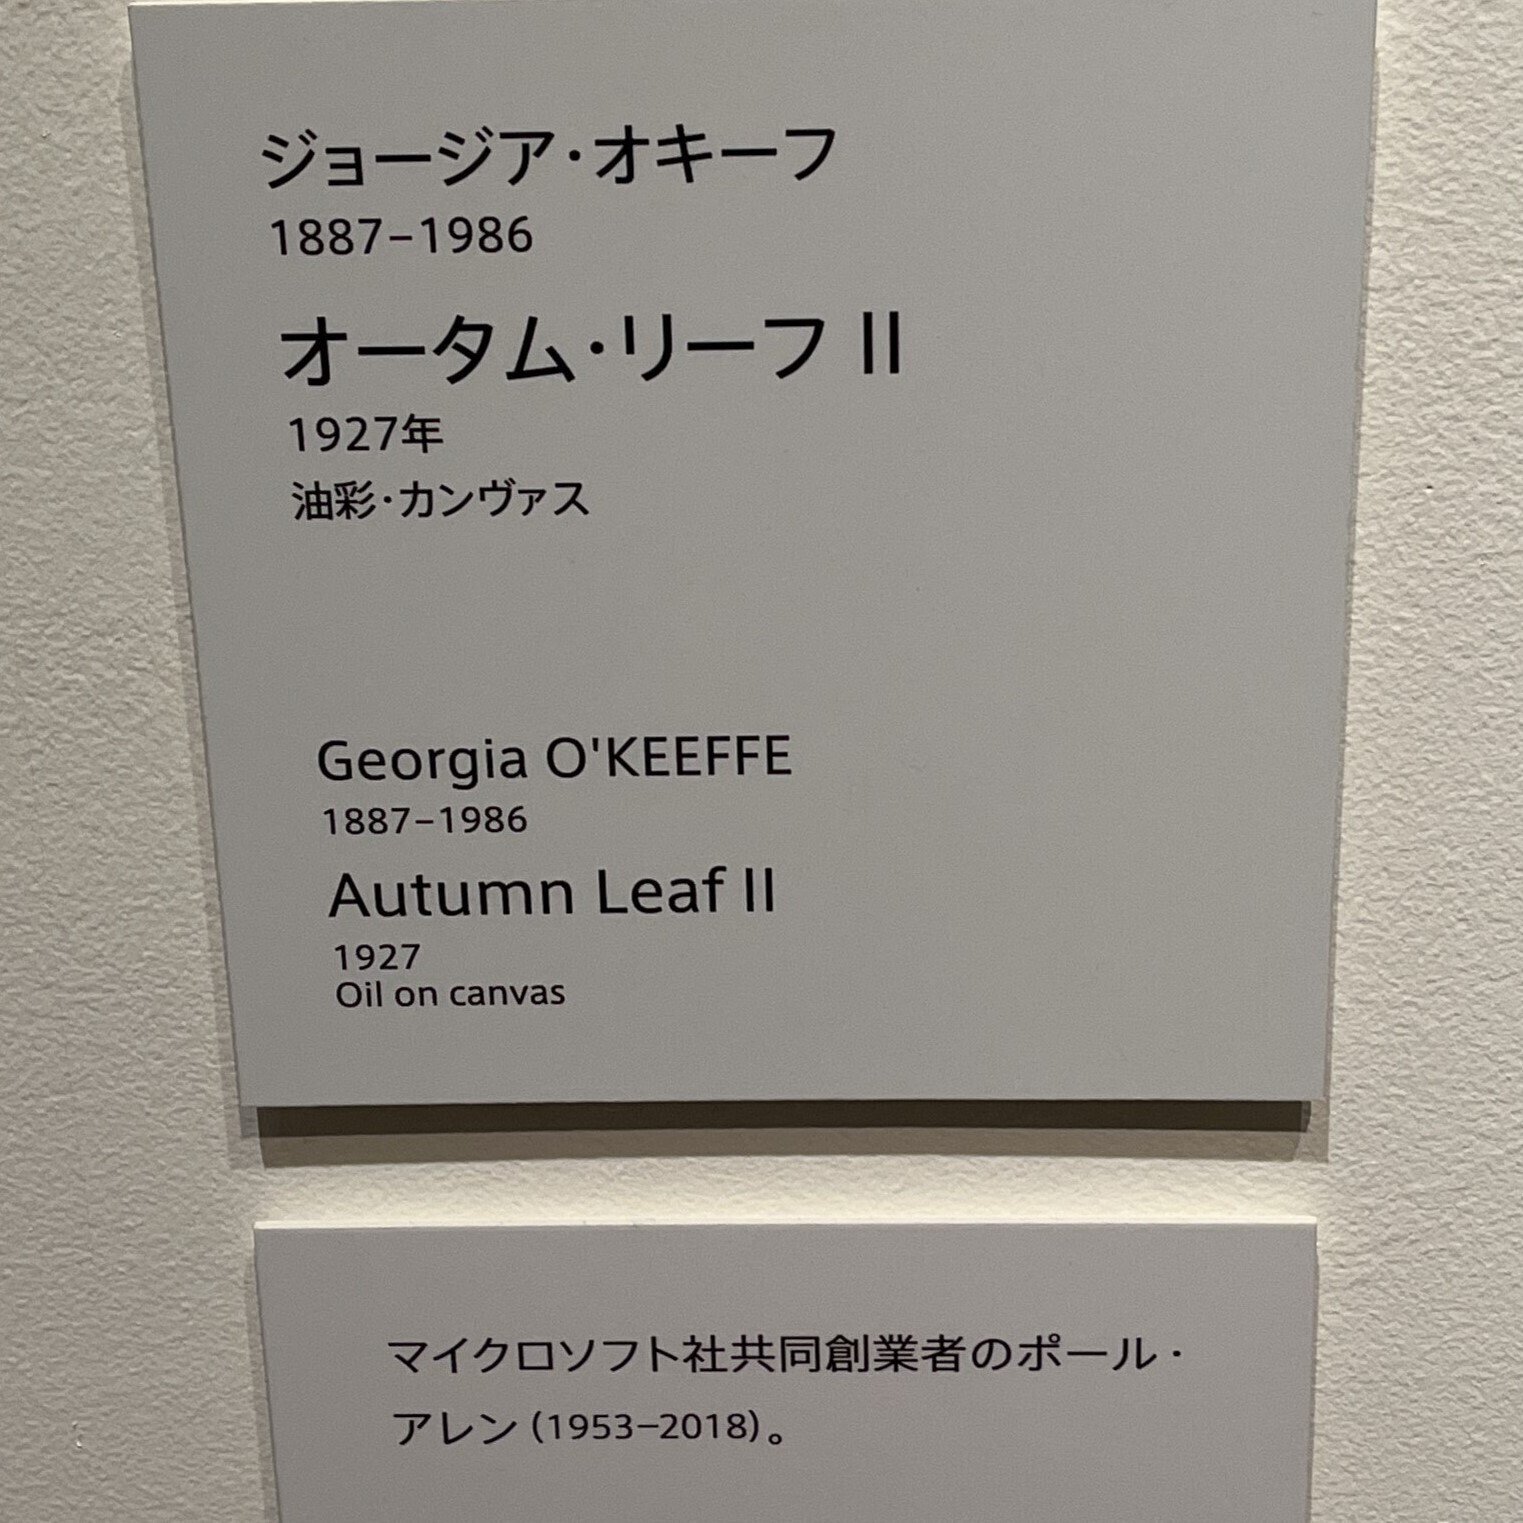 ジョージア・オキーフ
1887–1986
オータム・リーフ II
1927年
油彩・カンヴァス
Georgia O'KEEFFE
1887–1986
Autumn Leaf II
1927
Oil on canvas
マイクロソフト社共同創業者のポール・
アレン (1953–2018)。